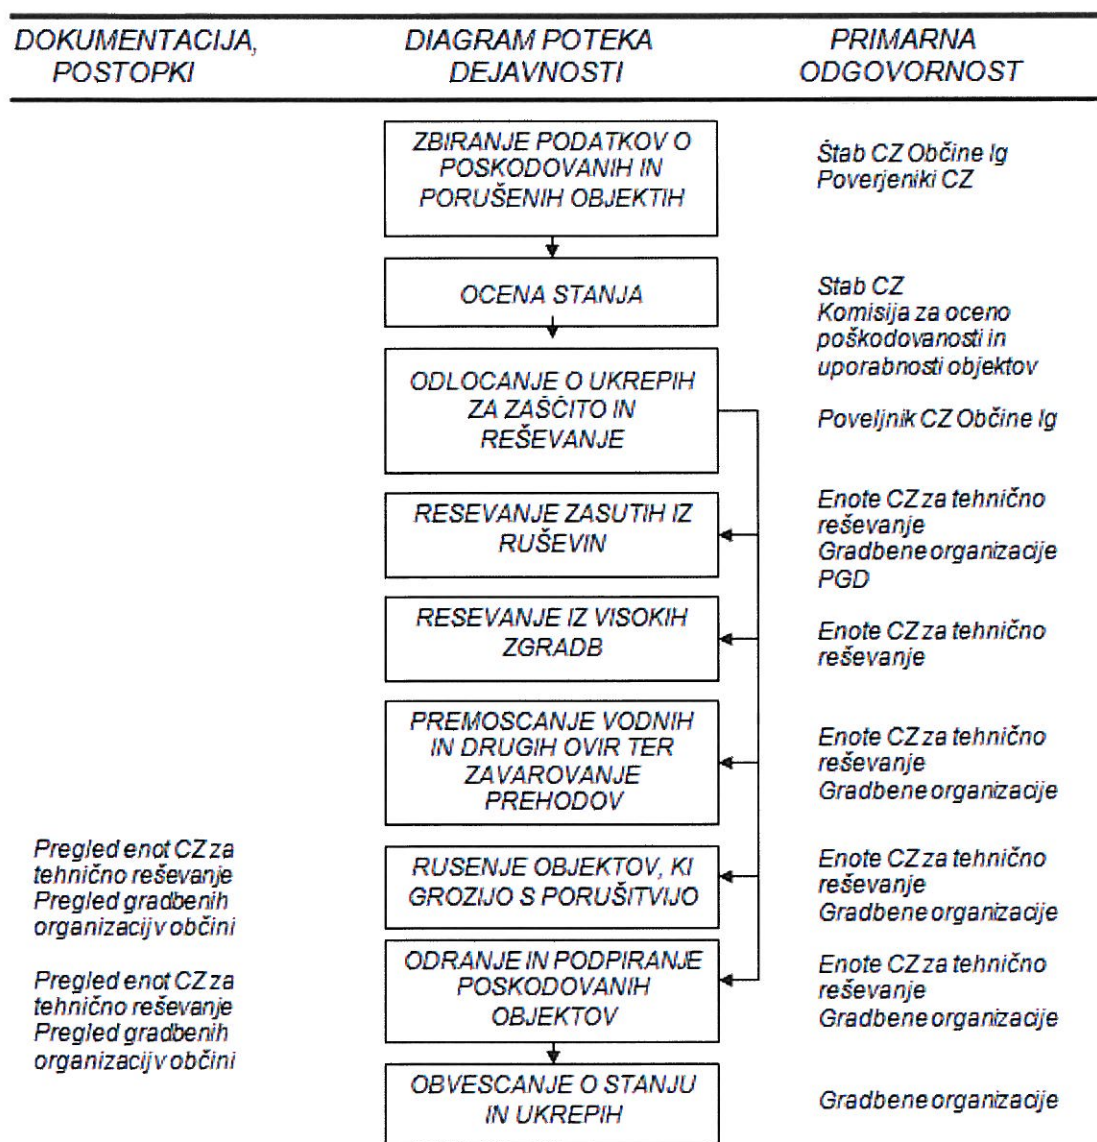 DOKUMENTACIJA,
POSTOPKI
DIAGRAM POTEKA
DEJAVNOSTI
PRIMARNA
ODGOVORNOST
ZBIRANJE PODATKOV O
POSKODOVANIH IN
PORUŠENIH OBJEKTIH
Štab CZ Občine Ig
Poverjeniki CZ
OCENA STANJA
Stab CZ
Komisija za oceno
poškodovanosti in
uporabnosti objektov
ODLOCANJE O UKREPIH
ZA ZAŠČITO IN
REŠEVANJE
Poveljnik CZ Občine Ig
RESEVANJE ZASUTIH IZ
RUŠEVIN
Enote CZ za tehnično
reševanje
Gradbene organizacije
PGD
RESEVANJE IZ VISOKIH
ZGRADB
Enote CZ za tehnično
reševanje
PREMOSCANJE VODNIH
IN DRUGIH OVIR TER
ZAVAROVANJE
PREHODOV
Enote CZ za tehnično
reševanje
Gradbene organizacije
Pregled enot CZ za
tehnično reševanje
Pregled gradbenih
organizacij v občini
RUSENJE OBJEKTOV, KI
GROZIJO S PORUŠITVIJO
Enote CZ za tehnično
reševanje
Gradbene organizacije
Pregled enot CZ za
tehnično reševanje
Pregled gradbenih
organizacij v občini
ODRANJE IN PODPIRANJE
POSKODOVANIH
OBJEKTOV
Enote CZ za tehnično
reševanje
Gradbene organizacije
OBVESCANJE O STANJU
IN UKREPIH
Gradbene organizacije